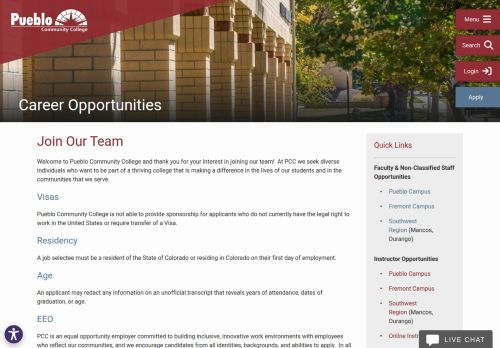 Pueblo
Community College
Menu
Search
Login
Apply
Career Opportunities
Join Our Team
Welcome to Pueblo Community College and thank you for your interest in joining our team! At PCC we seek diverse
individuals who want to be part of a thriving college that is making a difference in the lives of our students and in the
communities that we serve.
Visas
Pueblo Community College is not able to provide sponsorship for applicants who do not currently have the legal right to
work in the United States or require transfer of a Visa.
Residency
A job selectee must be a resident of the State of Colorado or residing in Colorado on their first day of employment.
Age
An applicant may redact any information on an unofficial transcript that reveals years of attendance, dates of
graduation, or age.
EEO
PCC is an equal opportunity employer committed to building inclusive, innovative work environments with employees
who reflect our communities, and we encourage candidates from all identities, backgrounds, and abilities to apply. In all
Quick Links
Faculty & Non-Classified Staff
Opportunities
Pueblo Campus
Fremont Campus
Southwest
Region (Mancos,
Durango)
Instructor Opportunities
Pueblo Campus
Fremont Campus
Southwest
Region (Mancos,
Durango)
Online Inst
LIVE CHAT